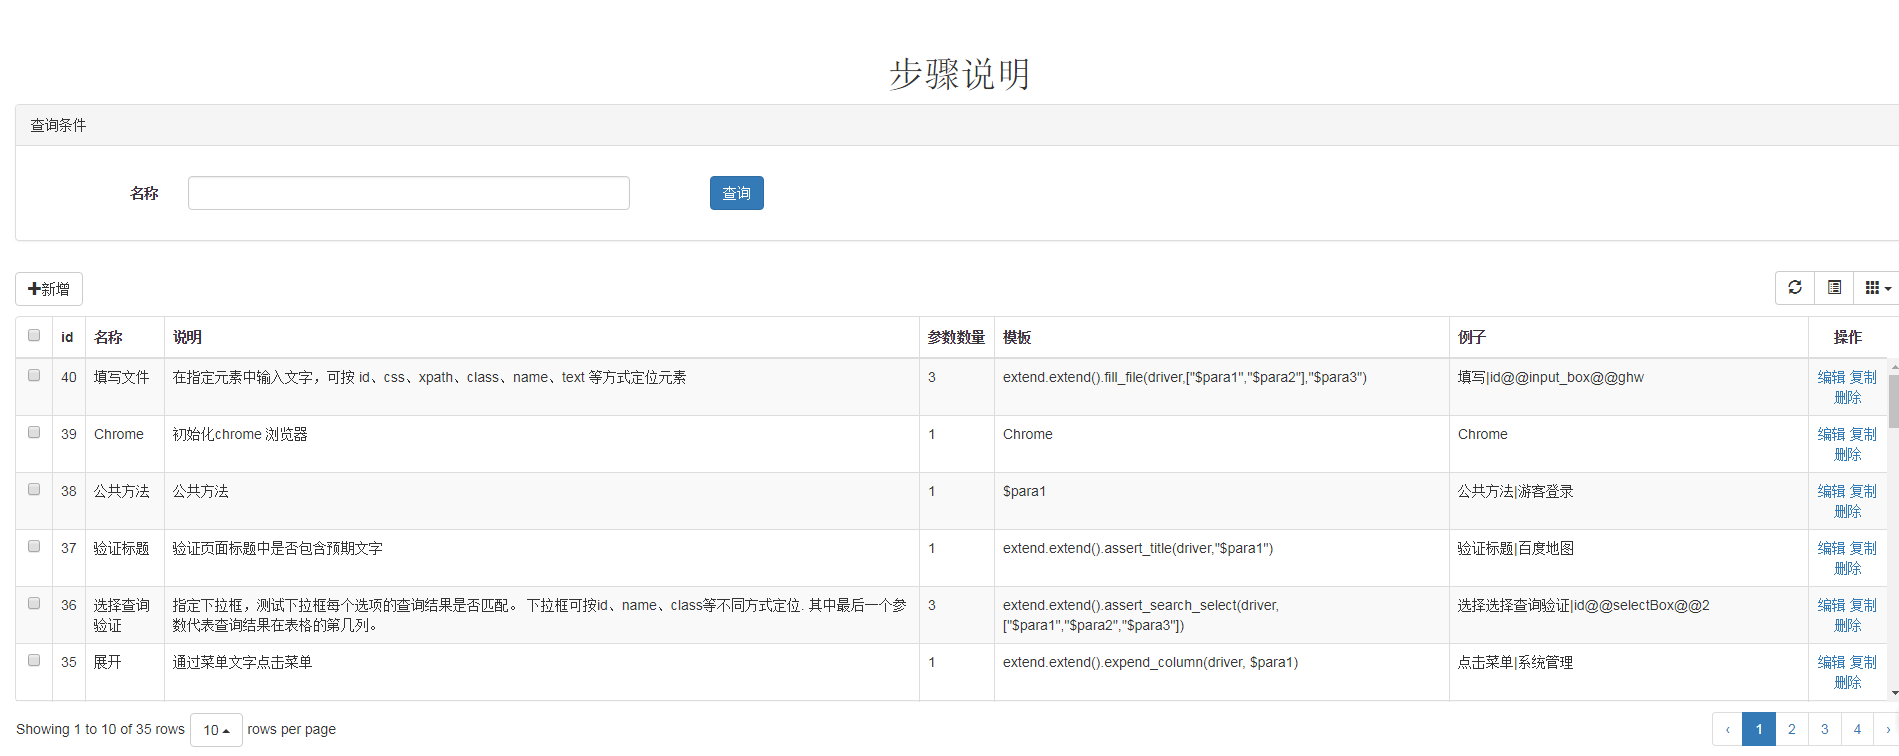 步骤说明
查询条件
名称
查询
新增
id 名称 说明 参数数量 模板 例子 操作
40 填写文件 在指定元素中输入文字，可按 id、css、xpath、class、name、text 等方式定位元素 3 extend.extend().fill_file(driver,["$para1","$para2"],"$para3") 填写|id@@input_box@@ghw 编辑 复制
删除
39 Chrome 初始化chrome 浏览器 1 Chrome Chrome 编辑 复制
删除
38 公共方法 公共方法 1 $para1 公共方法|游客登录 编辑 复制
删除
37 验证标题 验证页面标题中是否包含预期文字 1 extend.extend().assert_title(driver,"$para1") 验证标题|百度地图 编辑 复制
删除
36 选择查询 指定下拉框，测试下拉框每个选项的查询结果是否匹配。 下拉框可按id、name、class等不同方式定位. 其中最后一个参 3 extend.extend().assert_search_select(driver, 选择选择查询验证|id@@selectBox@@2 编辑 复制
验证 数代表查询结果在表格的第几列。 ["$para1","$para2","$para3"]) 删除
35 展开 通过菜单文字点击菜单 1 extend.extend().expend_column(driver, $para1) 点击菜单|系统管理 编辑 复制
删除
Showing 1 to 10 of 35 rows 10 rows per page ‹ 1 2 3 4 ›